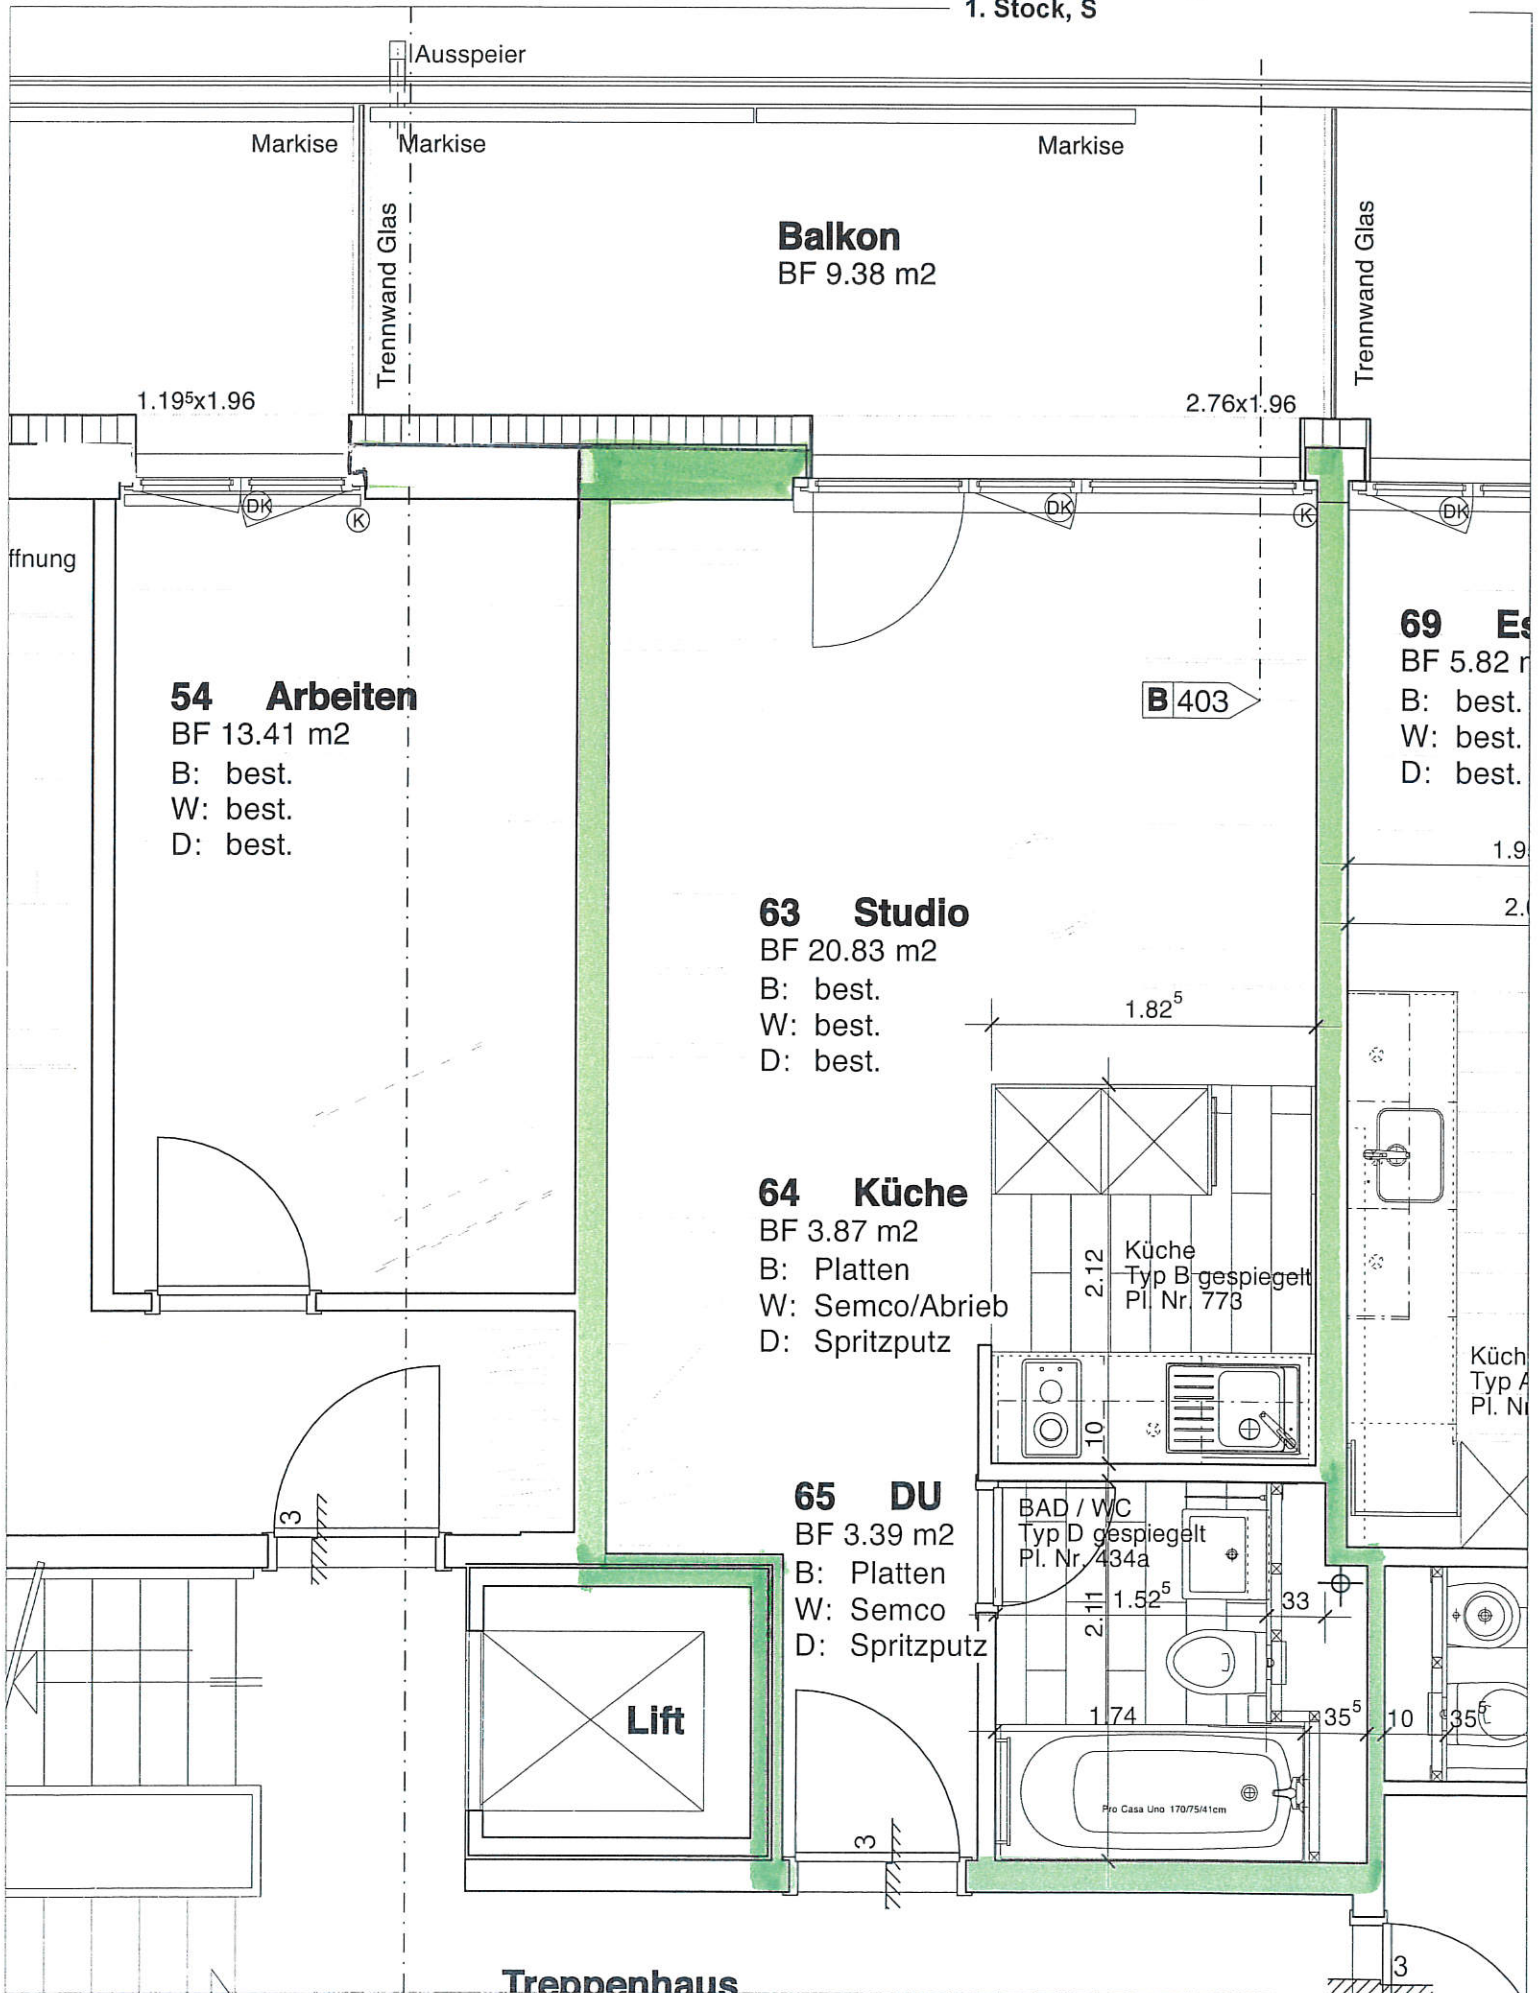 1. Stock, S
Ausspeier
Markise
Markise
Markise
Trennwand Glas
Trennwand Glas
Balkon
BF 9.38 m2
1.19⁵x1.96
2.76x1.96
DK
K
DK
K
DK
ffnung
54 Arbeiten
BF 13.41 m2
B: best.
W: best.
D: best.
B 403
69
BF 5.82
B: best.
W: best.
D: best.
63 Studio
BF 20.83 m2
B: best.
W: best.
D: best.
1.82⁵
64 Küche
BF 3.87 m2
B: Platten
W: Semco/Abrieb
D: Spritzputz
2.12
Küche
Typ B gespiegelt
Pl. Nr. 773
Küch
Typ A
Pl. N
10
3
65 DU
BF 3.39 m2
B: Platten
W: Semco
D: Spritzputz
BAD / WC
Typ D gespiegelt
Pl. Nr. 434a
2.11
1.52⁵
33
1.74
35⁵
10
35⁵
Lift
Pro Casa Uno 170/75/41cm
3
Treppenhaus
3